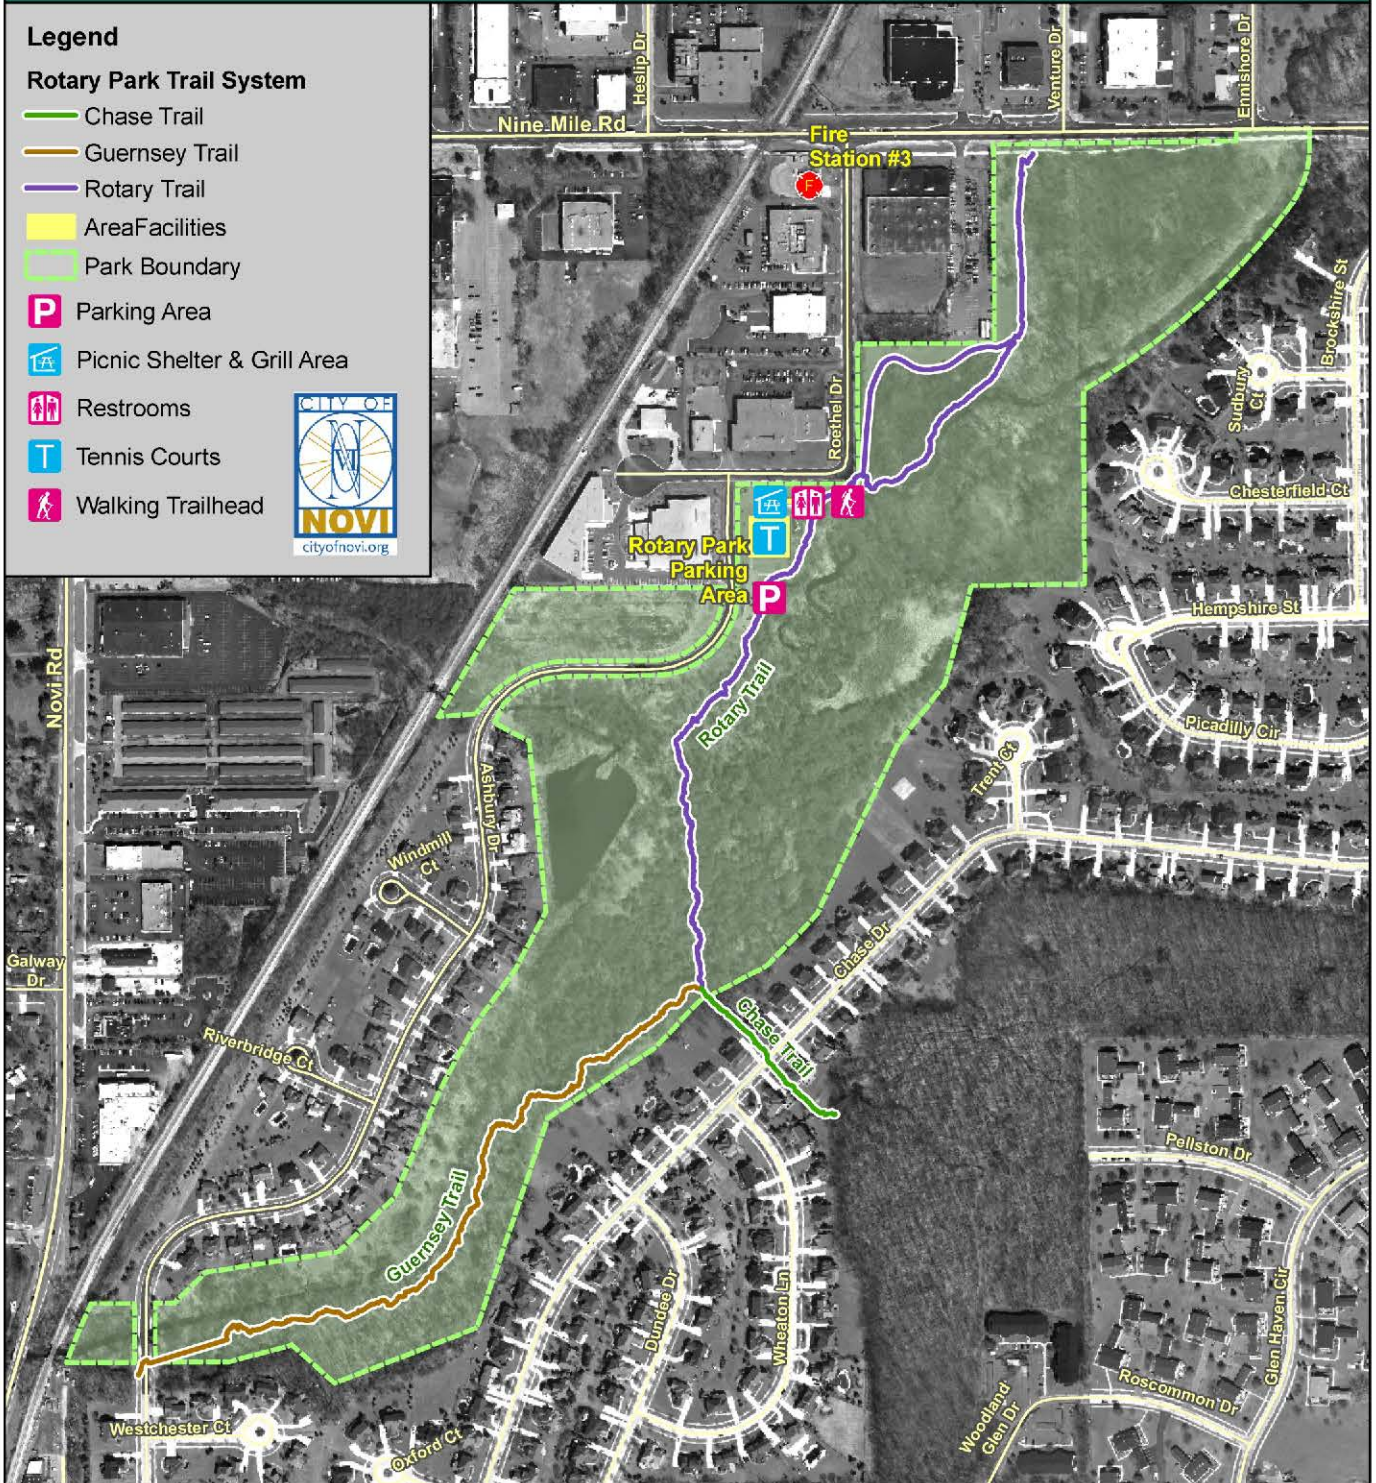 Legend
Rotary Park Trail System
Chase Trail
Guernsey Trail
Rotary Trail
AreaFacilities
Park Boundary
P Parking Area
Picnic Shelter & Grill Area
Restrooms
T Tennis Courts
Walking Trailhead
CITY OF
NOVI
cityofnovi.org
Heslip Dr
Venture Dr
Ennishore Dr
Nine Mile Rd
Fire
Station #3
F
Brockshire St
Sudbury
Ct
Roethel Dr
Chesterfield Ct
T
Rotary Park
Parking
Area
P
Hempshire St
Novi Rd
Rotary Trail
Picadilly Cir
Trent Ct
Ashbury Dr
Windmill
Ct
Chase Dr
Galway
Dr
Chase Trail
Riverbridge Ct
Pellston Dr
Guernsey Trail
Dundee Dr
Wheaton Ln
Glen Haven Cir
Roscommon Dr
Woodland
Glen Dr
Westchester Ct
Oxford Ct